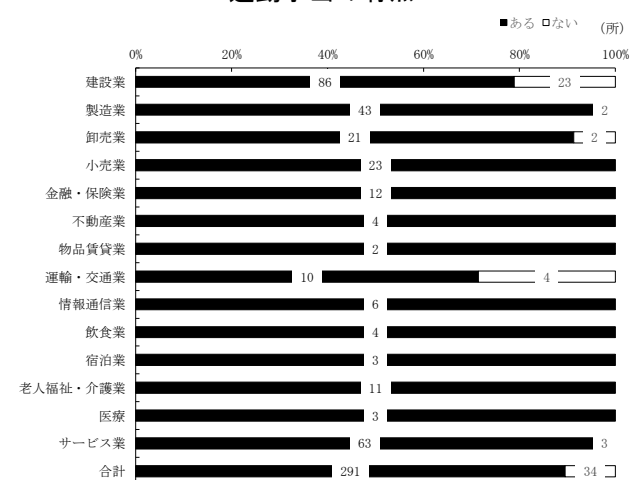 ■ある □ない (所)
0% 20% 40% 60% 80% 100%
建設業 86 23
製造業 43 2
卸売業 21 2
小売業 23
金融・保険業 12
不動産業 4
物品賃貸業 2
運輸・交通業 10 4
情報通信業 6
飲食業 4
宿泊業 3
老人福祉・介護業 11
医療 3
サービス業 63 3
合計 291 34